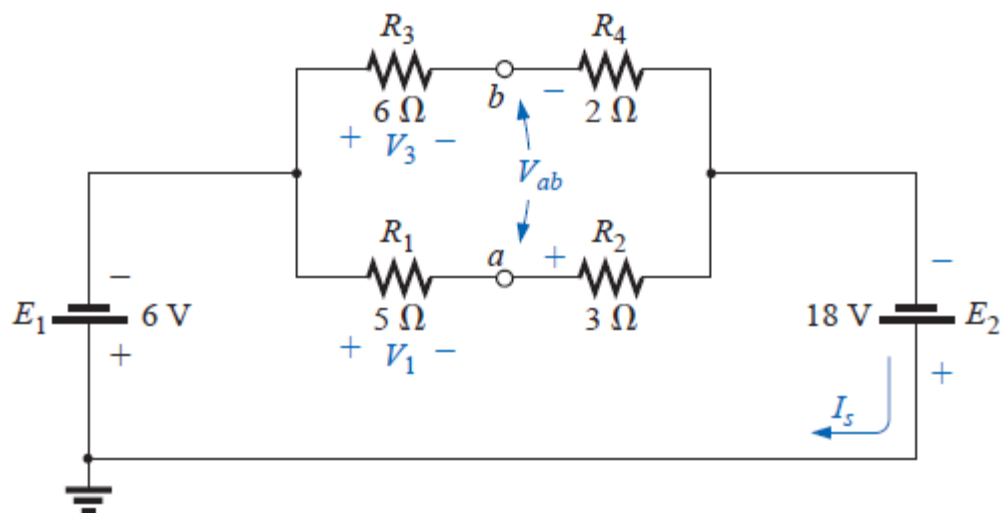 R3 R4
6 Ω b − 2 Ω
+ V3 −
Vab
R1 a + R2
− −
E1 6 V 5 Ω 3 Ω 18 V E2
+ + V1 − +
Is